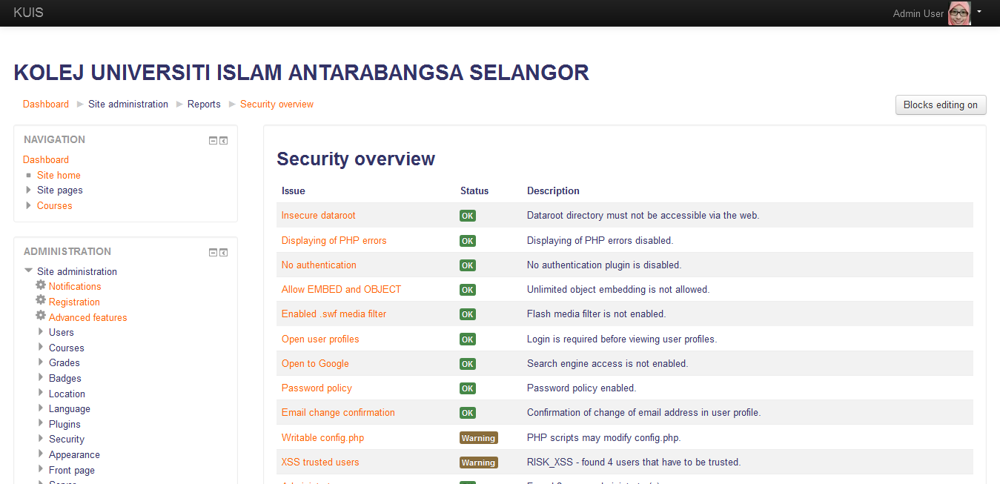 KUIS
Admin User
KOLEJ UNIVERSITI ISLAM ANTARABANGSA SELANGOR
Dashboard Site administration Reports Security overview
Blocks editing on
NAVIGATION
Dashboard
Site home
Site pages
Courses
ADMINISTRATION
Site administration
Notifications
Registration
Advanced features
Users
Courses
Grades
Badges
Location
Language
Plugins
Security
Appearance
Front page
Security overview
Issue Status Description
Insecure dataroot OK Dataroot directory must not be accessible via the web.
Displaying of PHP errors OK Displaying of PHP errors disabled.
No authentication OK No authentication plugin is disabled.
Allow EMBED and OBJECT OK Unlimited object embedding is not allowed.
Enabled .swf media filter OK Flash media filter is not enabled.
Open user profiles OK Login is required before viewing user profiles.
Open to Google OK Search engine access is not enabled.
Password policy OK Password policy enabled.
Email change confirmation OK Confirmation of change of email address in user profile.
Writable config.php Warning PHP scripts may modify config.php.
XSS trusted users Warning RISK_XSS - found 4 users that have to be trusted.